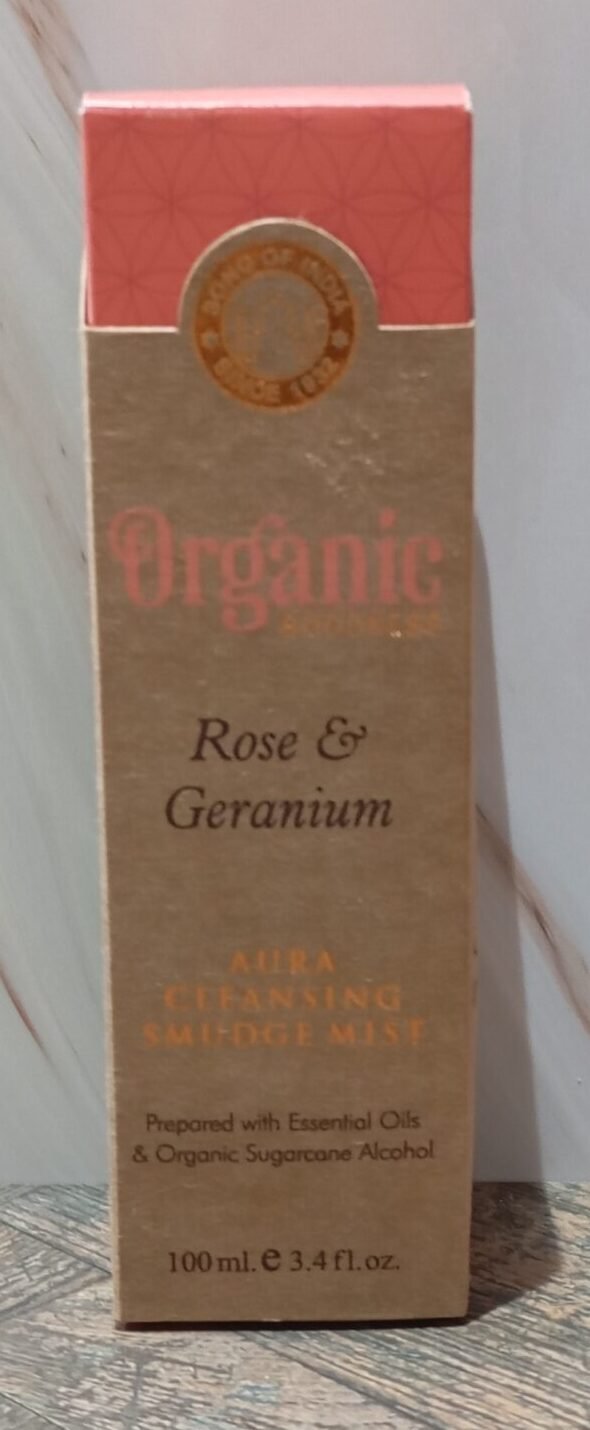 SONG OF INDIA
SINCE 1932
Organic
GOODNESS
Rose &
Geranium
AURA
CLEANSING
SMUDGE MIST
Prepared with Essential Oils
& Organic Sugarcane Alcohol
100 ml. e 3.4 fl.oz.